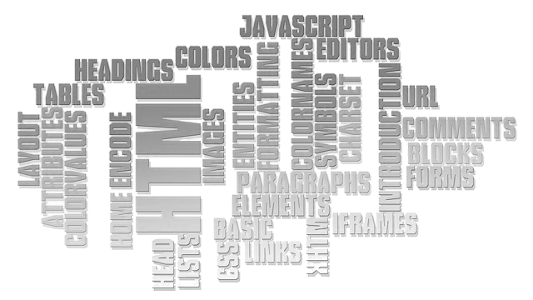 JAVASCRIPT
COLORS
EDITORS
HEADINGS
TABLES
LAYOUT
ATTRIBUTES
COLORVALUES
HOME
ENCODE
HTML
IMAGES
ENTITIES
FORMATTING
COLORNAMES
SYMBOLS
CHARSET
INTRODUCTION
URL
COMMENTS
BLOCKS
FORMS
PARAGRAPHS
ELEMENTS
BASIC
IFRAMES
HEAD
LISTS
CSS
LINKS
XHTML